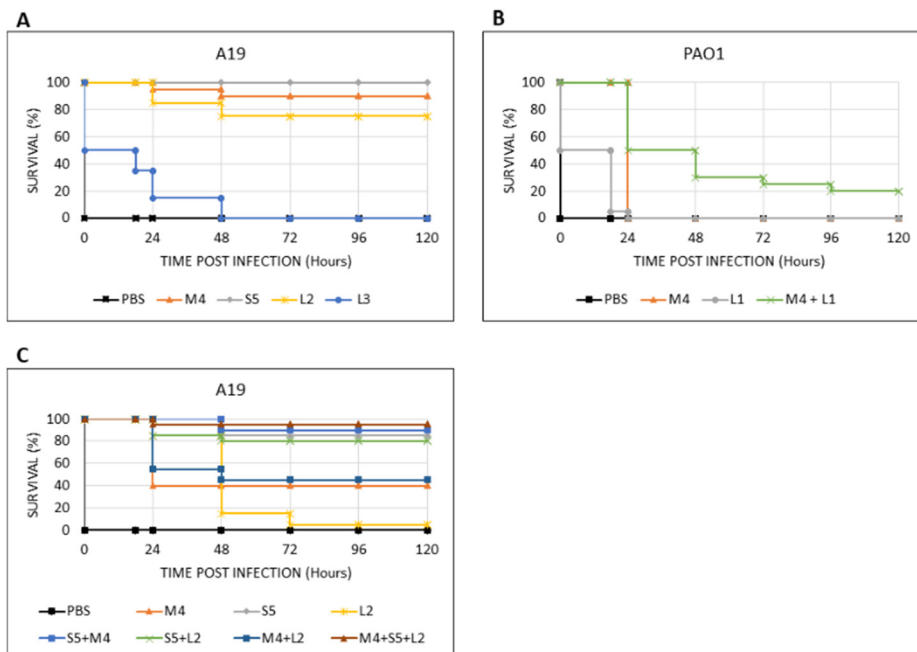 A
A19
100
80
60
40
20
0
SURVIVAL (%)
0 24 48 72 96 120
TIME POST INFECTION (Hours)
PBS M4 S5 L2 L3
B
PAO1
100
80
60
40
20
0
SURVIVAL (%)
0 24 48 72 96 120
TIME POST INFECTION (Hours)
PBS M4 L1 M4 + L1
C
A19
100
80
60
40
20
0
SURVIVAL (%)
0 24 48 72 96 120
TIME POST INFECTION (Hours)
PBS M4 S5 L2
S5+M4 S5+L2 M4+L2 M4+S5+L2